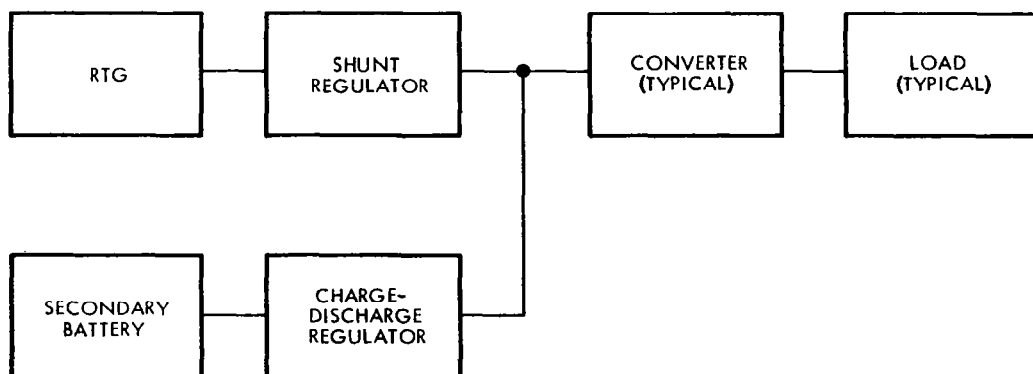 RTG
SHUNT
REGULATOR
CONVERTER
(TYPICAL)
LOAD
(TYPICAL)
SECONDARY
BATTERY
CHARGE-
DISCHARGE
REGULATOR